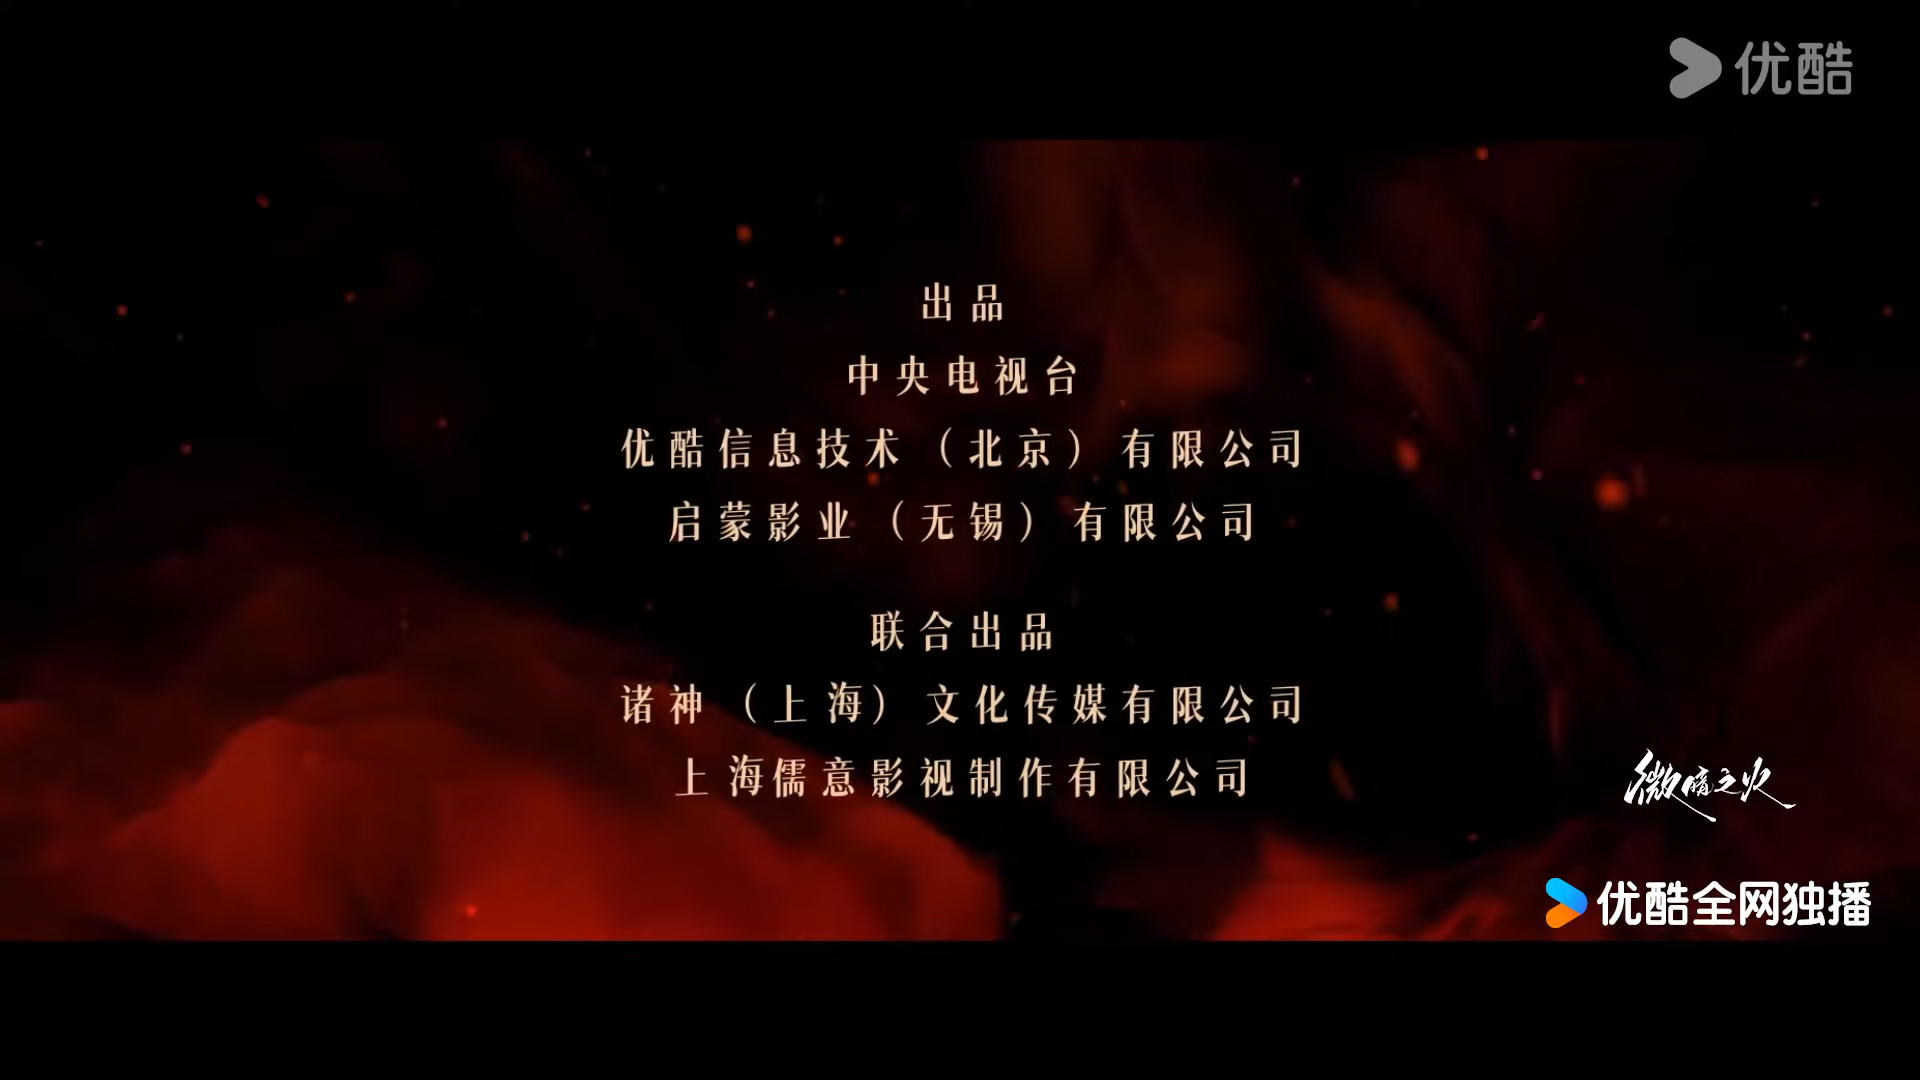 优酷
出品
中央电视台
优酷信息技术（北京）有限公司
启蒙影业（无锡）有限公司
联合出品
诸神（上海）文化传媒有限公司
上海儒意影视制作有限公司
微暗之火
优酷全网独播